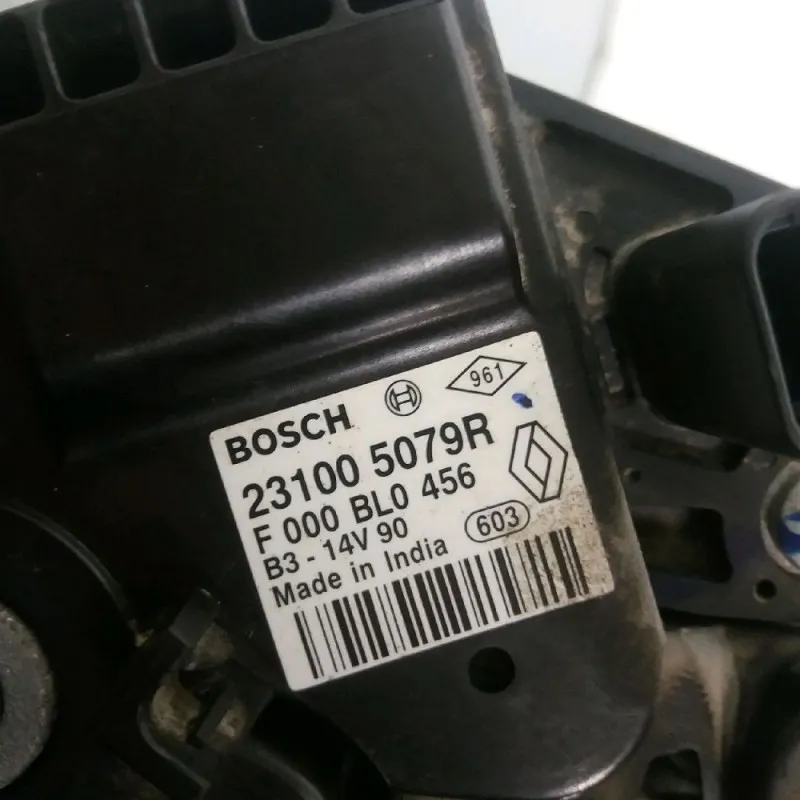 BOSCH 961
23100 5079R
F 000 BL0 456
B3 - 14V 90
Made in India 603